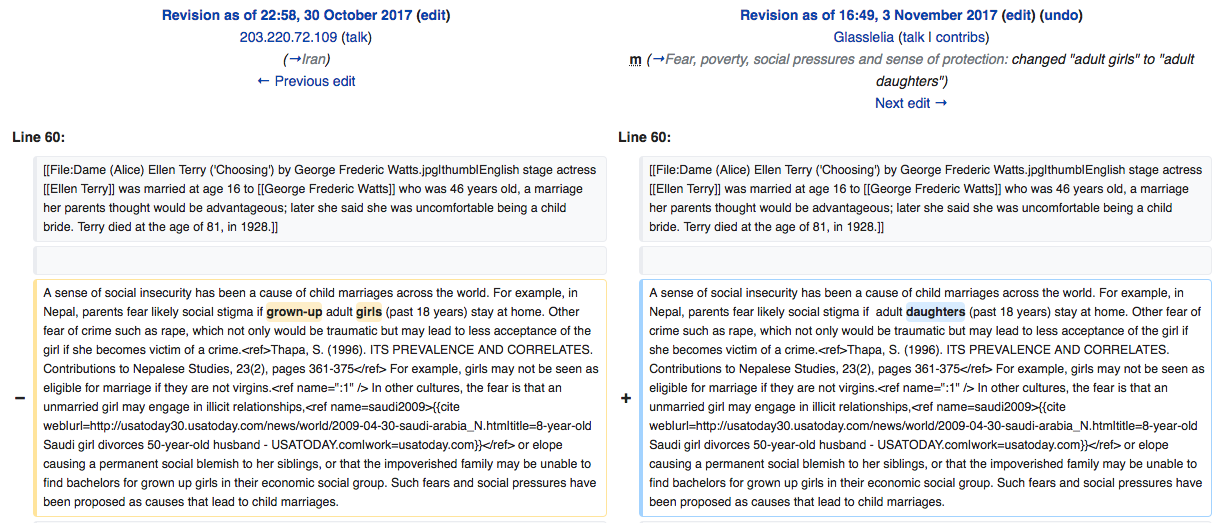 Revision as of 22:58, 30 October 2017 (edit)
203.220.72.109 (talk)
(→Iran)
← Previous edit
Revision as of 16:49, 3 November 2017 (edit) (undo)
Glasslelia (talk | contribs)
m (→Fear, poverty, social pressures and sense of protection: changed "adult girls" to "adult
daughters")
Next edit →
Line 60:
[[File:Dame (Alice) Ellen Terry ('Choosing') by George Frederic Watts.jpg|thumb|English stage actress
[[Ellen Terry]] was married at age 16 to [[George Frederic Watts]] who was 46 years old, a marriage
her parents thought would be advantageous; later she said she was uncomfortable being a child
bride. Terry died at the age of 81, in 1928.]]
− A sense of social insecurity has been a cause of child marriages across the world. For example, in
Nepal, parents fear likely social stigma if grown-up adult girls (past 18 years) stay at home. Other
fear of crime such as rape, which not only would be traumatic but may lead to less acceptance of the
girl if she becomes victim of a crime.<ref>Thapa, S. (1996). ITS PREVALENCE AND CORRELATES.
Contributions to Nepalese Studies, 23(2), pages 361-375</ref> For example, girls may not be seen as
eligible for marriage if they are not virgins.<ref name=":1" /> In other cultures, the fear is that an
unmarried girl may engage in illicit relationships,<ref name=saudi2009>{{cite
web|url=http://usatoday30.usatoday.com/news/world/2009-04-30-saudi-arabia_N.htm|title=8-year-old
Saudi girl divorces 50-year-old husband - USATODAY.com|work=usatoday.com}}</ref> or elope
causing a permanent social blemish to her siblings, or that the impoverished family may be unable to
find bachelors for grown up girls in their economic social group. Such fears and social pressures have
been proposed as causes that lead to child marriages.
Line 60:
[[File:Dame (Alice) Ellen Terry ('Choosing') by George Frederic Watts.jpg|thumb|English stage actress
[[Ellen Terry]] was married at age 16 to [[George Frederic Watts]] who was 46 years old, a marriage
her parents thought would be advantageous; later she said she was uncomfortable being a child
bride. Terry died at the age of 81, in 1928.]]
+ A sense of social insecurity has been a cause of child marriages across the world. For example, in
Nepal, parents fear likely social stigma if  adult daughters (past 18 years) stay at home. Other fear of
crime such as rape, which not only would be traumatic but may lead to less acceptance of the girl if
she becomes victim of a crime.<ref>Thapa, S. (1996). ITS PREVALENCE AND CORRELATES.
Contributions to Nepalese Studies, 23(2), pages 361-375</ref> For example, girls may not be seen as
eligible for marriage if they are not virgins.<ref name=":1" /> In other cultures, the fear is that an
unmarried girl may engage in illicit relationships,<ref name=saudi2009>{{cite
web|url=http://usatoday30.usatoday.com/news/world/2009-04-30-saudi-arabia_N.htm|title=8-year-old
Saudi girl divorces 50-year-old husband - USATODAY.com|work=usatoday.com}}</ref> or elope
causing a permanent social blemish to her siblings, or that the impoverished family may be unable to
find bachelors for grown up girls in their economic social group. Such fears and social pressures have
been proposed as causes that lead to child marriages.